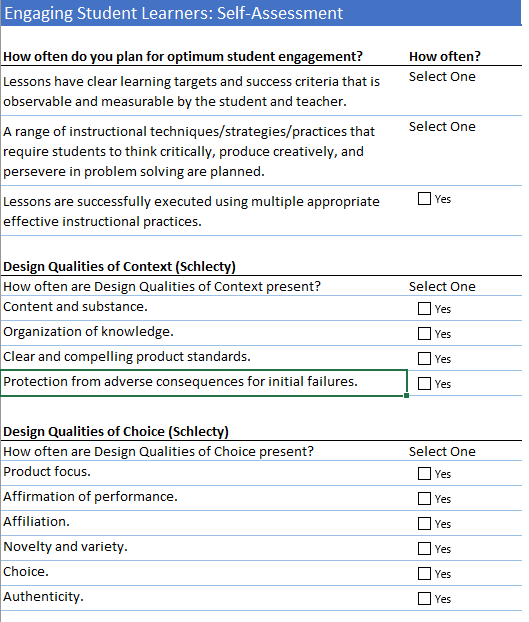 Engaging Student Learners: Self-Assessment
How often do you plan for optimum student engagement? How often?
Lessons have clear learning targets and success criteria that is Select One
observable and measurable by the student and teacher.
A range of instructional techniques/strategies/practices that Select One
require students to think critically, produce creatively, and
persevere in problem solving are planned.
Lessons are successfully executed using multiple appropriate Yes
effective instructional practices.
Design Qualities of Context (Schlecty)
How often are Design Qualities of Context present? Select One
Content and substance. Yes
Organization of knowledge. Yes
Clear and compelling product standards. Yes
Protection from adverse consequences for initial failures. Yes
Design Qualities of Choice (Schlecty)
How often are Design Qualities of Choice present? Select One
Product focus. Yes
Affirmation of performance. Yes
Affiliation. Yes
Novelty and variety. Yes
Choice. Yes
Authenticity. Yes